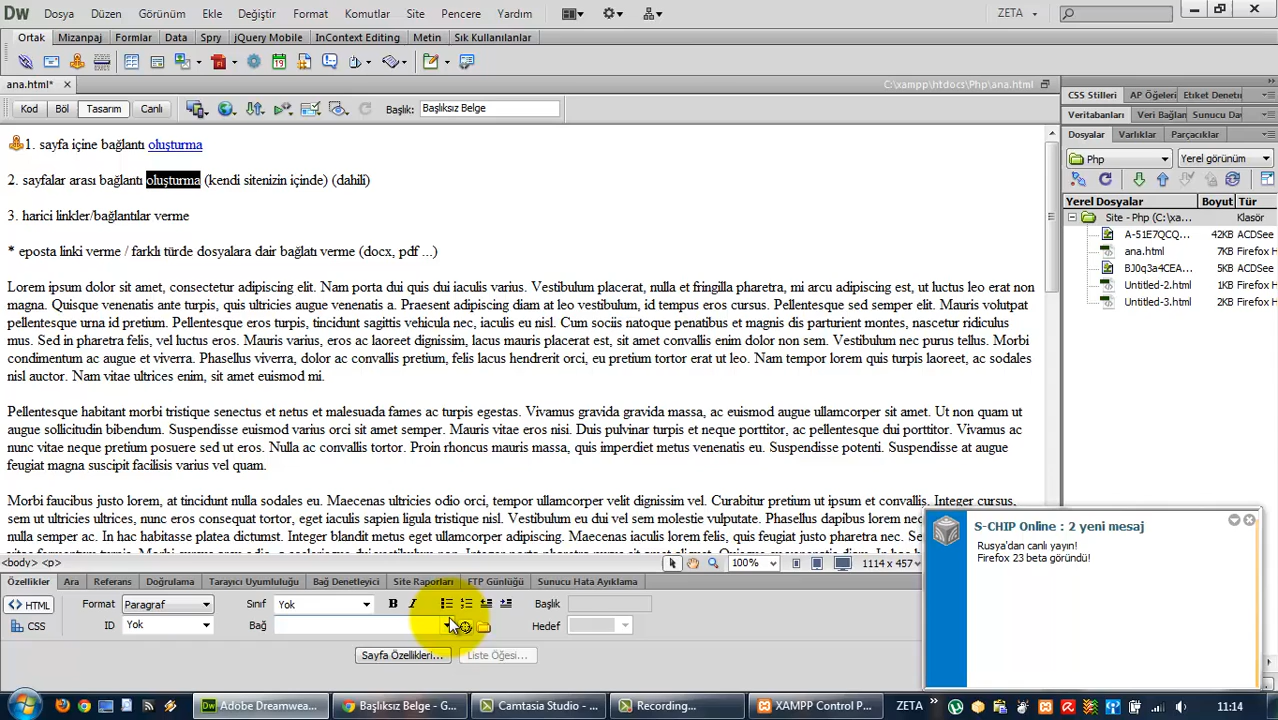 Dw Dosya Düzen Görünüm Ekle Değiştir Format Komutlar Site Pencere Yardım ZETA
Ortak Mizanpaj Formlar Data Spry jQuery Mobile InContext Editing Metin Sık Kullanılanlar
ana.html* C:\xampp\htdocs\Php\ana.html
Kod Böl Tasarım Canlı Başlık: Başlıksız Belge
1. sayfa içine bağlantı oluşturma
2. sayfalar arası bağlantı oluşturma (kendi sitenizin içinde) (dahili)
3. harici linkler/bağlantılar verme
* eposta linki verme / farklı türde dosyalara dair bağlatı verme (docx, pdf ...)
Lorem ipsum dolor sit amet, consectetur adipiscing elit. Nam porta dui quis dui iaculis varius. Vestibulum placerat, nulla et fringilla pharetra, mi arcu adipiscing est, ut luctus leo erat non
magna. Quisque venenatis ante turpis, quis ultricies augue venenatis a. Praesent adipiscing diam at leo vestibulum, id tempus eros cursus. Pellentesque sed semper elit. Mauris volutpat
pellentesque urna id pretium. Pellentesque eros turpis, tincidunt sagittis vehicula nec, iaculis eu nisl. Cum sociis natoque penatibus et magnis dis parturient montes, nascetur ridiculus
mus. Sed in pharetra felis, vel luctus eros. Mauris varius, eros ac laoreet dignissim, lacus mauris placerat est, sit amet convallis enim dolor non sem. Vestibulum nec purus tellus. Morbi
condimentum ac augue et viverra. Phasellus viverra, dolor ac convallis pretium, felis lacus hendrerit orci, eu pretium tortor erat ut leo. Nam tempor lorem quis turpis laoreet, ac sodales
nisl auctor. Nam vitae ultrices enim, sit amet euismod mi.
Pellentesque habitant morbi tristique senectus et netus et malesuada fames ac turpis egestas. Vivamus gravida gravida massa, ac euismod augue ullamcorper sit amet. Ut non quam ut
augue sollicitudin bibendum. Suspendisse euismod varius orci sit amet semper. Mauris vitae eros nisi. Duis pulvinar turpis et neque porttitor, ac pellentesque dui porttitor. Vivamus ac
nunc vitae neque pretium posuere sed ut eros. Nulla ac convallis tortor. Proin rhoncus mauris massa, quis imperdiet metus venenatis eu. Suspendisse potenti. Suspendisse at augue
feugiat magna suscipit facilisis varius vel quam.
Morbi faucibus justo lorem, at tincidunt nulla sodales eu. Maecenas ultricies odio orci, tempor ullamcorper velit dignissim vel. Curabitur pretium ut ipsum et convallis. Integer cursus,
sem ut ultricies ultrices, nunc eros consequat tortor, eget iaculis sapien ligula tristique nisl. Vestibulum eu dui vel sem molestie vulputate.
nulla semper ac. In hac habitasse platea dictumst. Integer blandit metus eget
<body> <p> 100% 1114 x 457
Özellikler Ara Referans Doğrulama Tarayıcı Uyumluluğu Bağ Denetleyici Site Raporları FTP Günlüğü Sunucu Hata Ayıklama
<> HTML Format Paragraf Sınıf Yok B I Başlık
CSS ID Yok Bağ Hedef
Sayfa Özellikleri... Liste Öğesi...
CSS Stilleri AP Öğeleri Etiket Denetı
Veritabanları Veri Bağlan Sunucu Da
Dosyalar Varlıklar Parçacıklar
Php Yerel görünüm
Yerel Dosyalar Boyut Tür
Site - Php (C:\xa... Klasör
A-51E7QCQ... 42KB ACDSee
ana.html 7KB Firefox H
BJ0q3a4CEA... 5KB ACDSee
Untitled-2.html 1KB Firefox H
Untitled-3.html 2KB Firefox H
S-CHIP Online : 2 yeni mesaj
Rusya'dan canlı yayın!
Firefox 23 beta göründü!
Adobe Dreamwea... Başlıksız Belge - G... Camtasia Studio - ... Recording... XAMPP Control P... ZETA 11:14